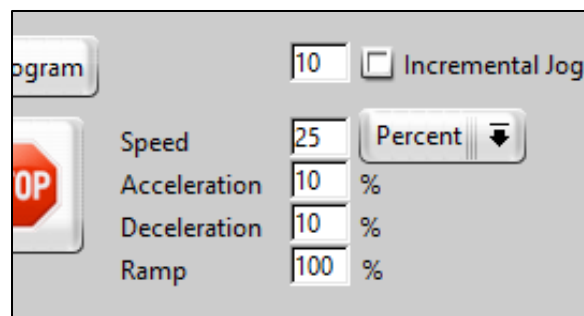 ogram
10 Incremental Jog
OP
Speed 25 Percent
Acceleration 10 %
Deceleration 10 %
Ramp 100 %